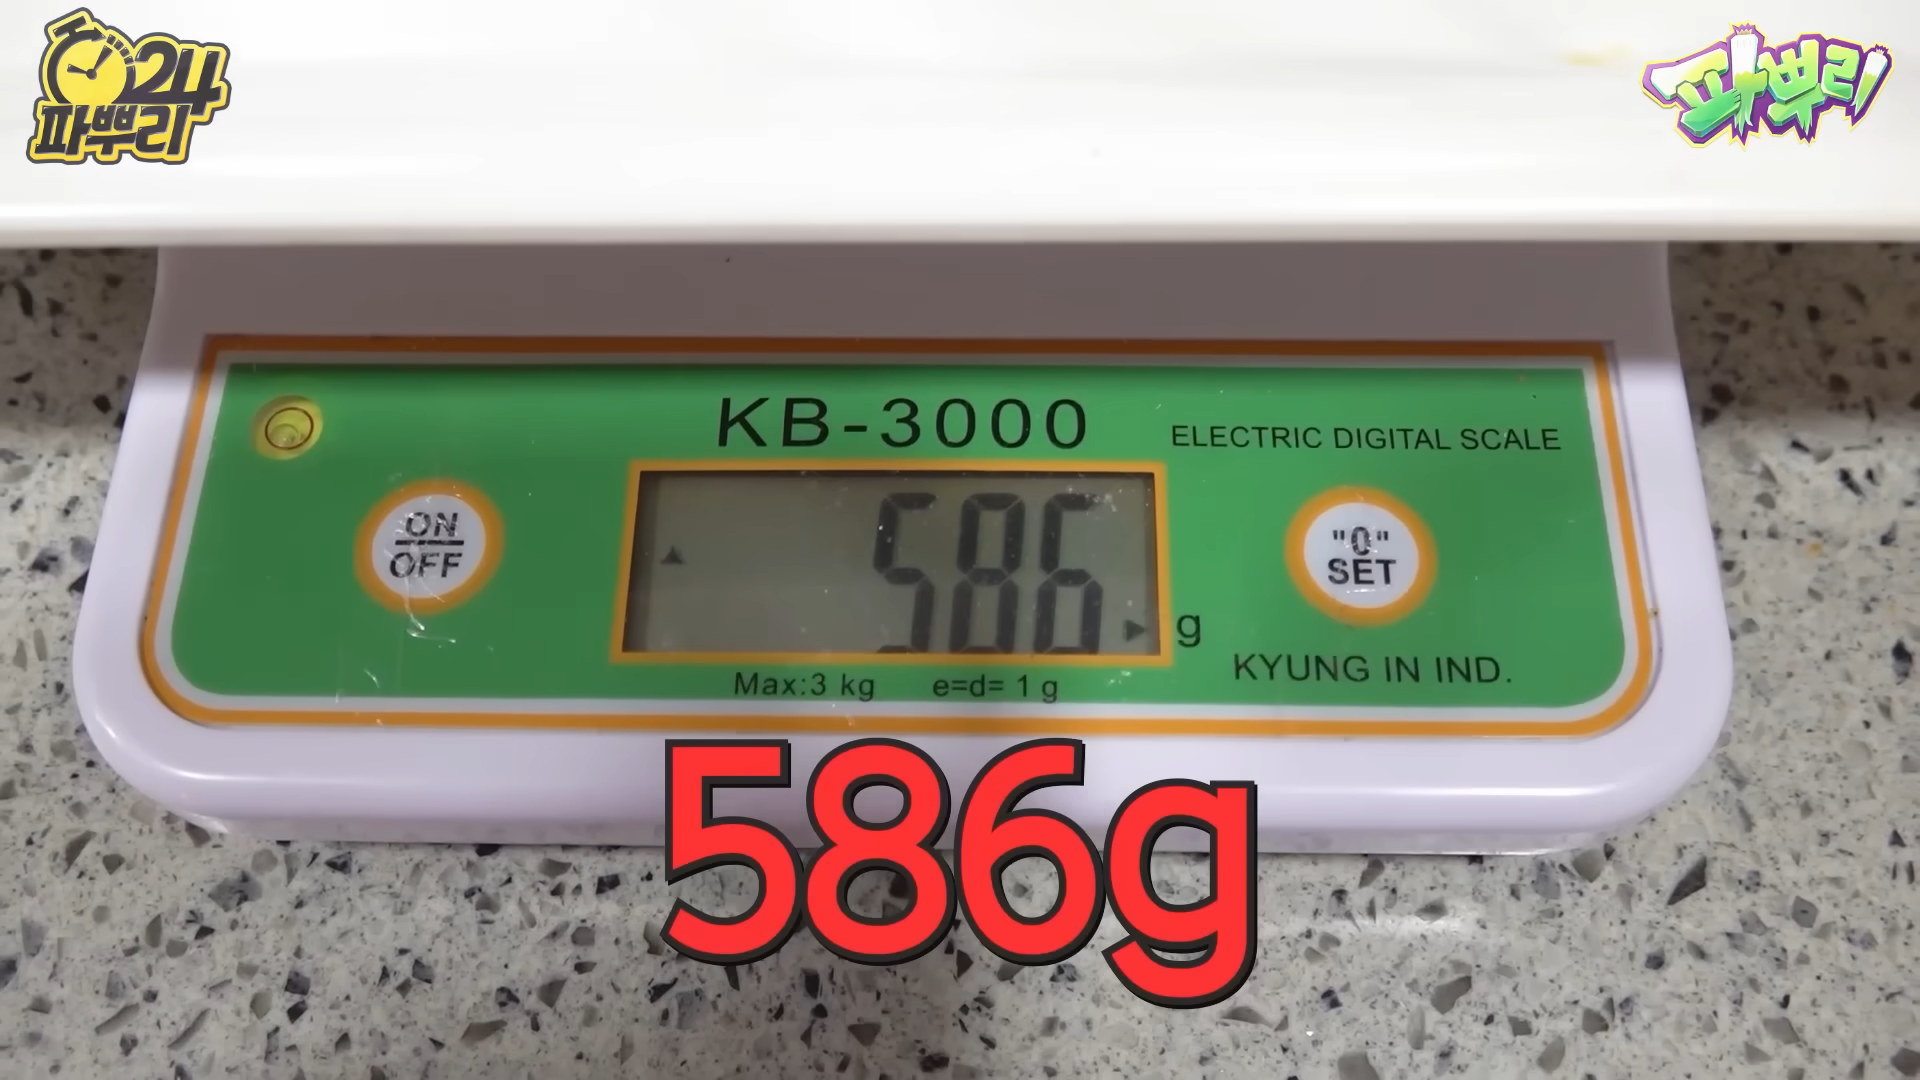 24
파뿌리
파뿌리
KB-3000
ELECTRIC DIGITAL SCALE
ON
OFF
586
g
"0"
SET
Max:3 kg e=d= 1 g
KYUNG IN IND.
586g